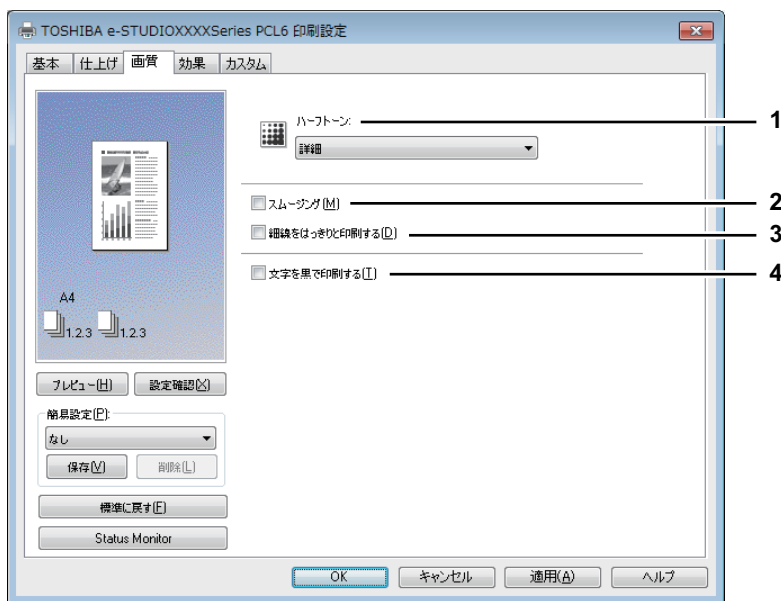 TOSHIBA e-STUDIOXXXXSeries PCL6 印刷設定
基本 仕上げ 画質 効果 カスタム
ハーフトーン:
詳細
1
スムージング(M)
2
細線をはっきりと印刷する(D)
3
文字を黒で印刷する(T)
4
A4
1.2.3 1.2.3
プレビュー(H) 設定確認(X)
簡易設定(P):
なし
保存(V) 削除(L)
標準に戻す(F)
Status Monitor
OK キャンセル 適用(A) ヘルプ